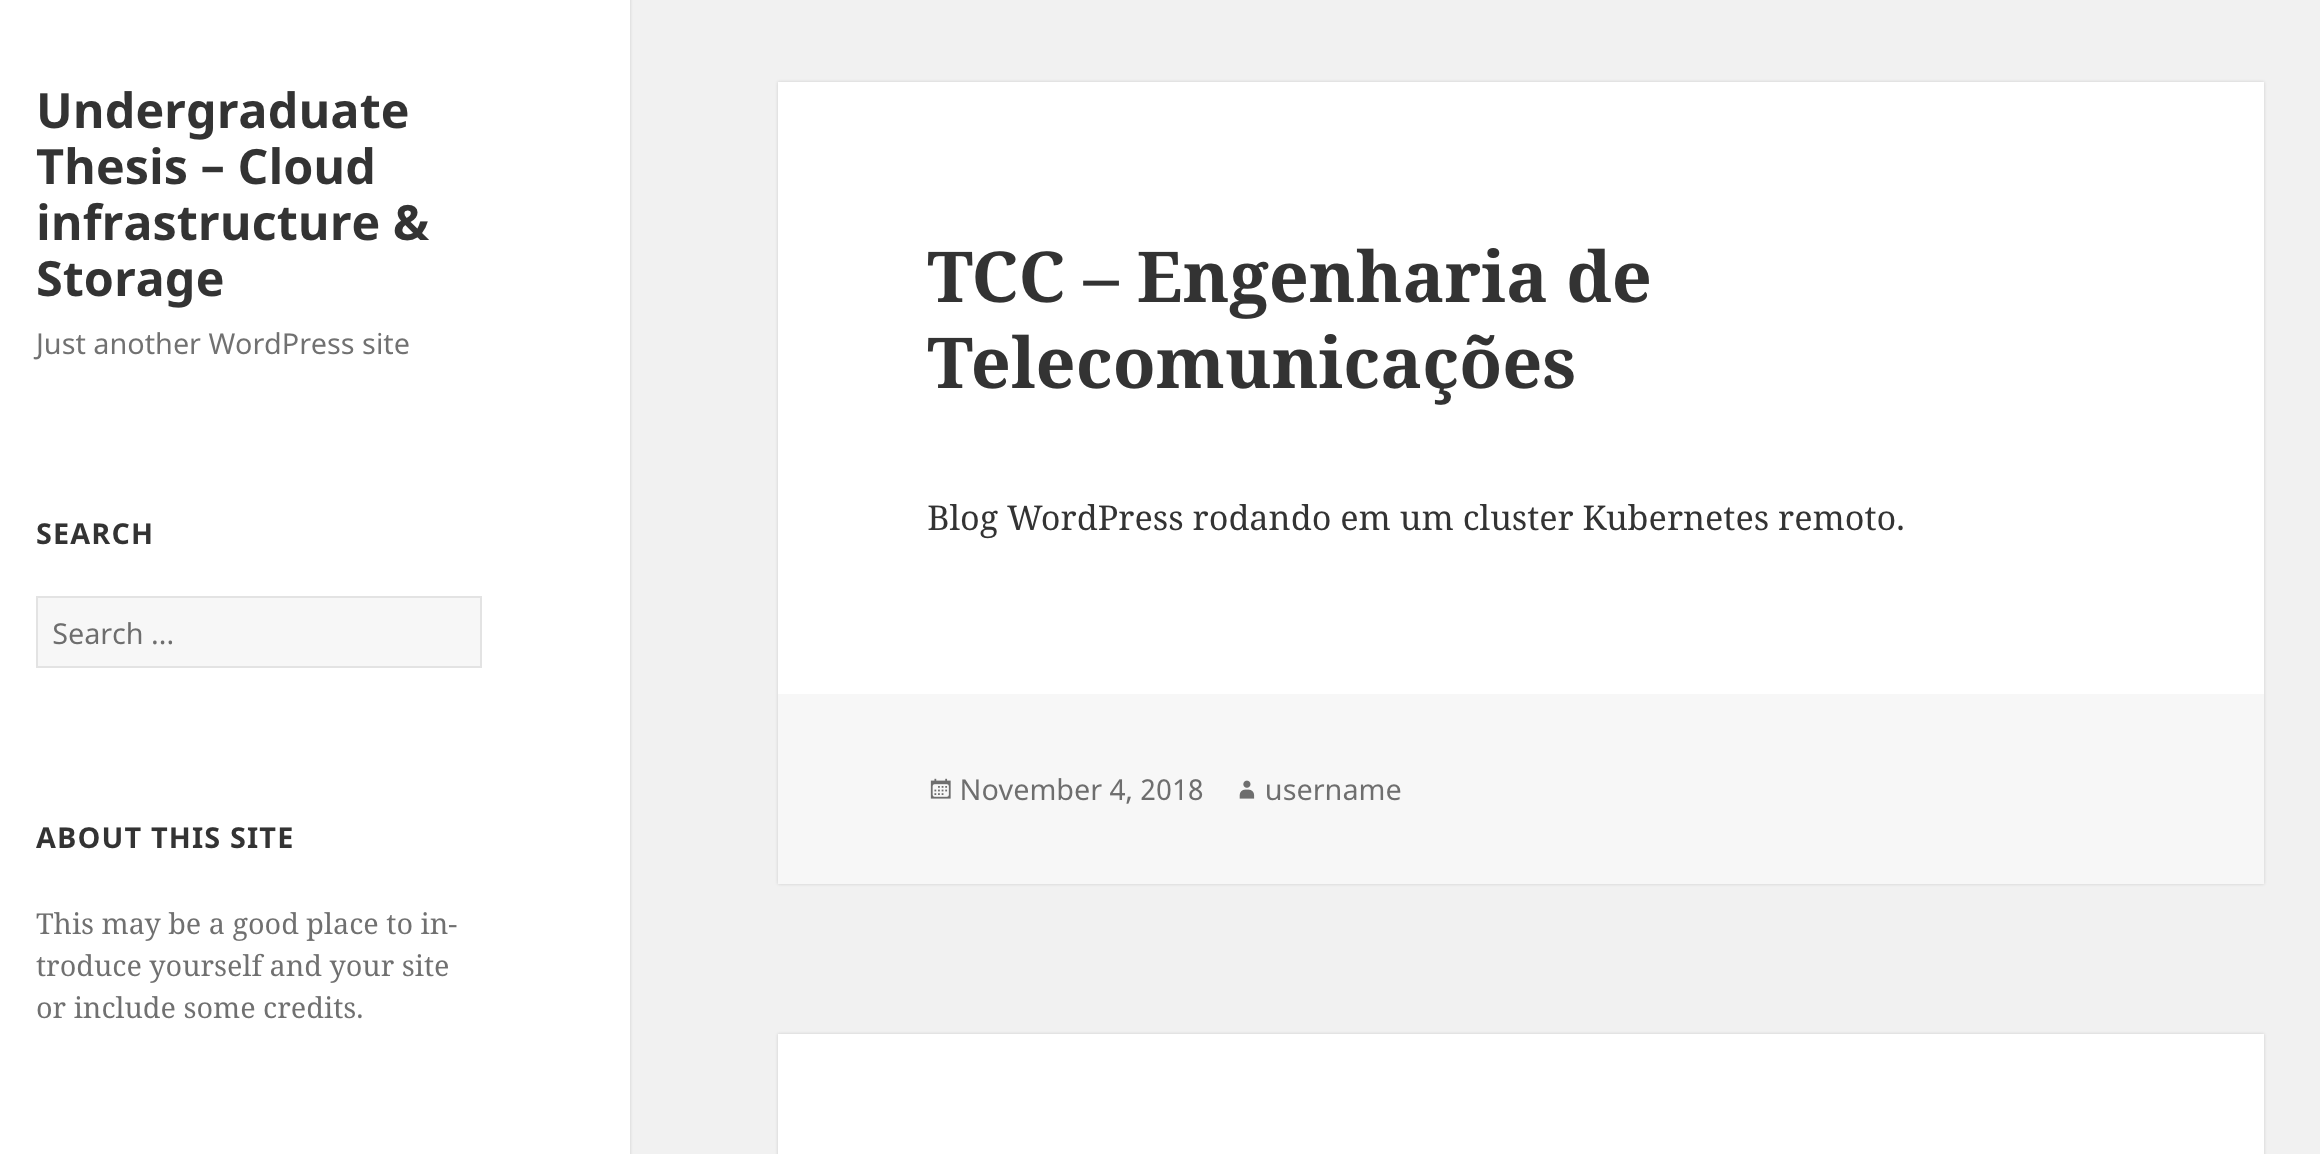 Undergraduate
Thesis – Cloud
infrastructure &
Storage
Just another WordPress site
SEARCH
Search …
ABOUT THIS SITE
This may be a good place to in-
troduce yourself and your site
or include some credits.
TCC – Engenharia de
Telecomunicações
Blog WordPress rodando em um cluster Kubernetes remoto.
November 4, 2018 username